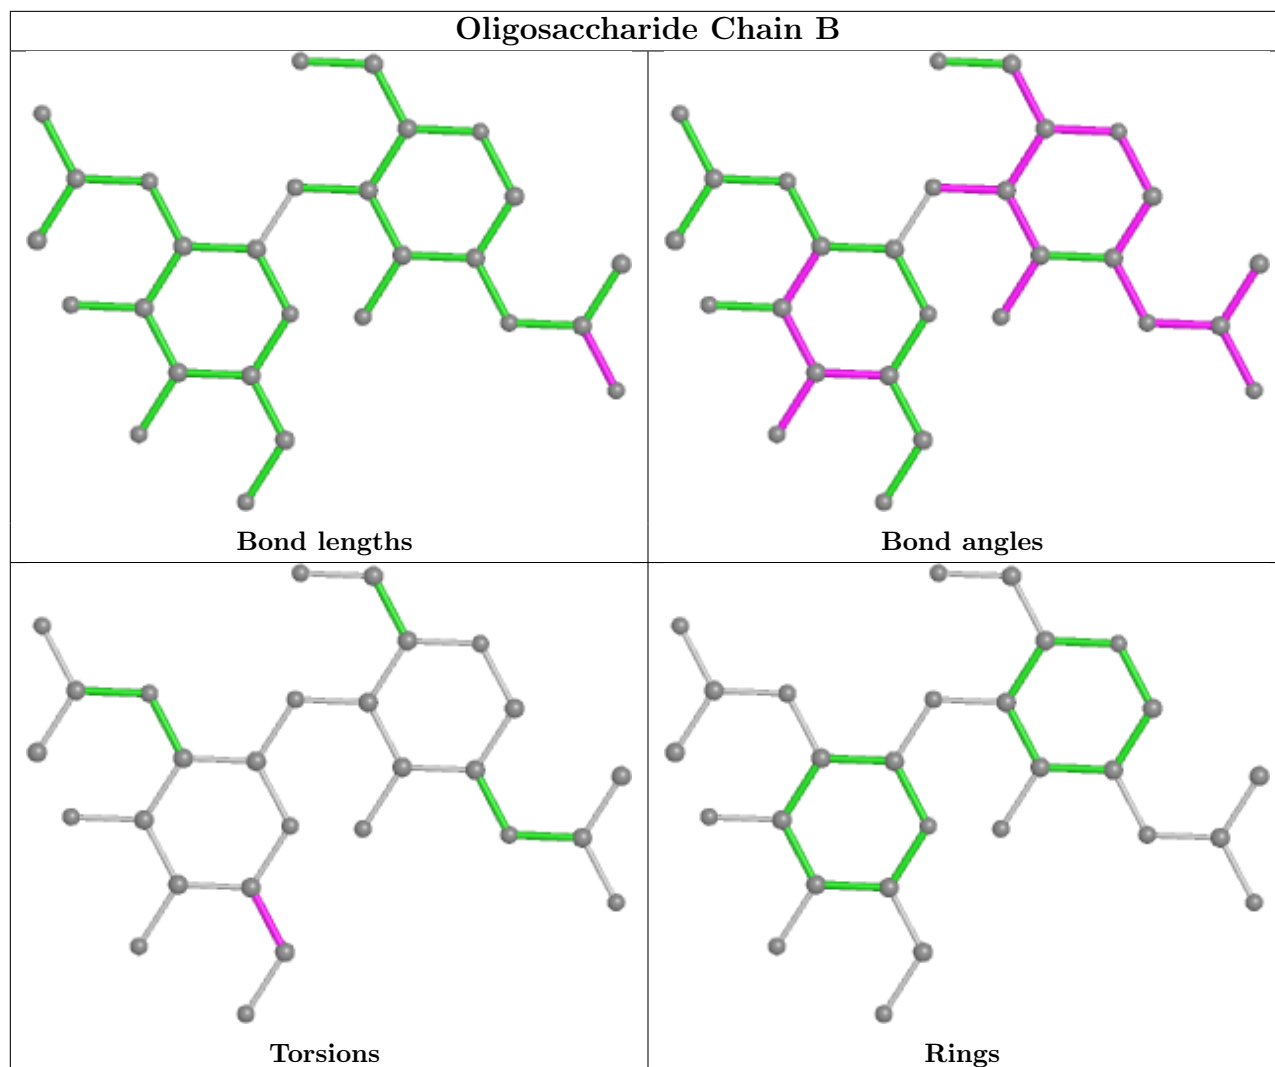 Oligosaccharide Chain B
Bond lengths
Bond angles
Torsions
Rings